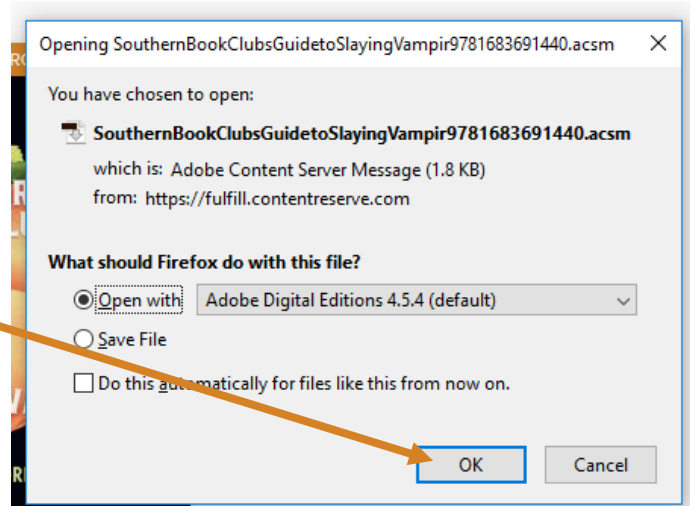 Opening SouthernBookClubsGuidetoSlayingVampir9781683691440.acsm
You have chosen to open:
SouthernBookClubsGuidetoSlayingVampir9781683691440.acsm
which is: Adobe Content Server Message (1.8 KB)
from: https://fulfill.contentreserve.com
What should Firefox do with this file?
Open with Adobe Digital Editions 4.5.4 (default)
Save File
Do this automatically for files like this from now on.
OK Cancel